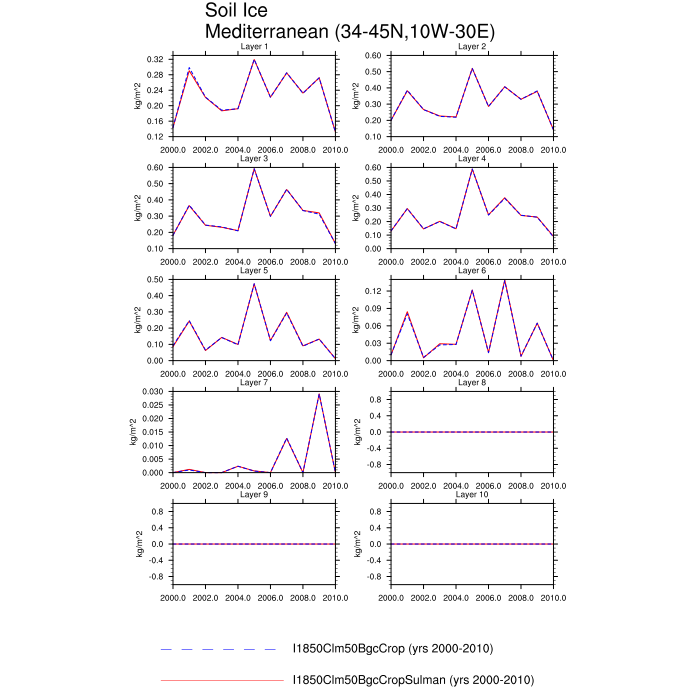 Soil Ice
Mediterranean (34-45N,10W-30E)
Layer 1
kg/m^2
0.32
0.28
0.24
0.20
0.16
0.12
2000.0 2002.0 2004.0 2006.0 2008.0 2010.0
Layer 2
kg/m^2
0.60
0.50
0.40
0.30
0.20
0.10
2000.0 2002.0 2004.0 2006.0 2008.0 2010.0
Layer 3
kg/m^2
0.60
0.50
0.40
0.30
0.20
0.10
2000.0 2002.0 2004.0 2006.0 2008.0 2010.0
Layer 4
kg/m^2
0.60
0.50
0.40
0.30
0.20
0.10
0.00
2000.0 2002.0 2004.0 2006.0 2008.0 2010.0
Layer 5
kg/m^2
0.50
0.40
0.30
0.20
0.10
0.00
2000.0 2002.0 2004.0 2006.0 2008.0 2010.0
Layer 6
kg/m^2
0.12
0.09
0.06
0.03
0.00
2000.0 2002.0 2004.0 2006.0 2008.0 2010.0
Layer 7
kg/m^2
0.030
0.025
0.020
0.015
0.010
0.005
0.000
2000.0 2002.0 2004.0 2006.0 2008.0 2010.0
Layer 8
kg/m^2
0.8
0.4
0.0
-0.4
-0.8
2000.0 2002.0 2004.0 2006.0 2008.0 2010.0
Layer 9
kg/m^2
0.8
0.4
0.0
-0.4
-0.8
2000.0 2002.0 2004.0 2006.0 2008.0 2010.0
Layer 10
kg/m^2
0.8
0.4
0.0
-0.4
-0.8
2000.0 2002.0 2004.0 2006.0 2008.0 2010.0
I1850Clm50BgcCrop (yrs 2000-2010)
I1850Clm50BgcCropSulman (yrs 2000-2010)